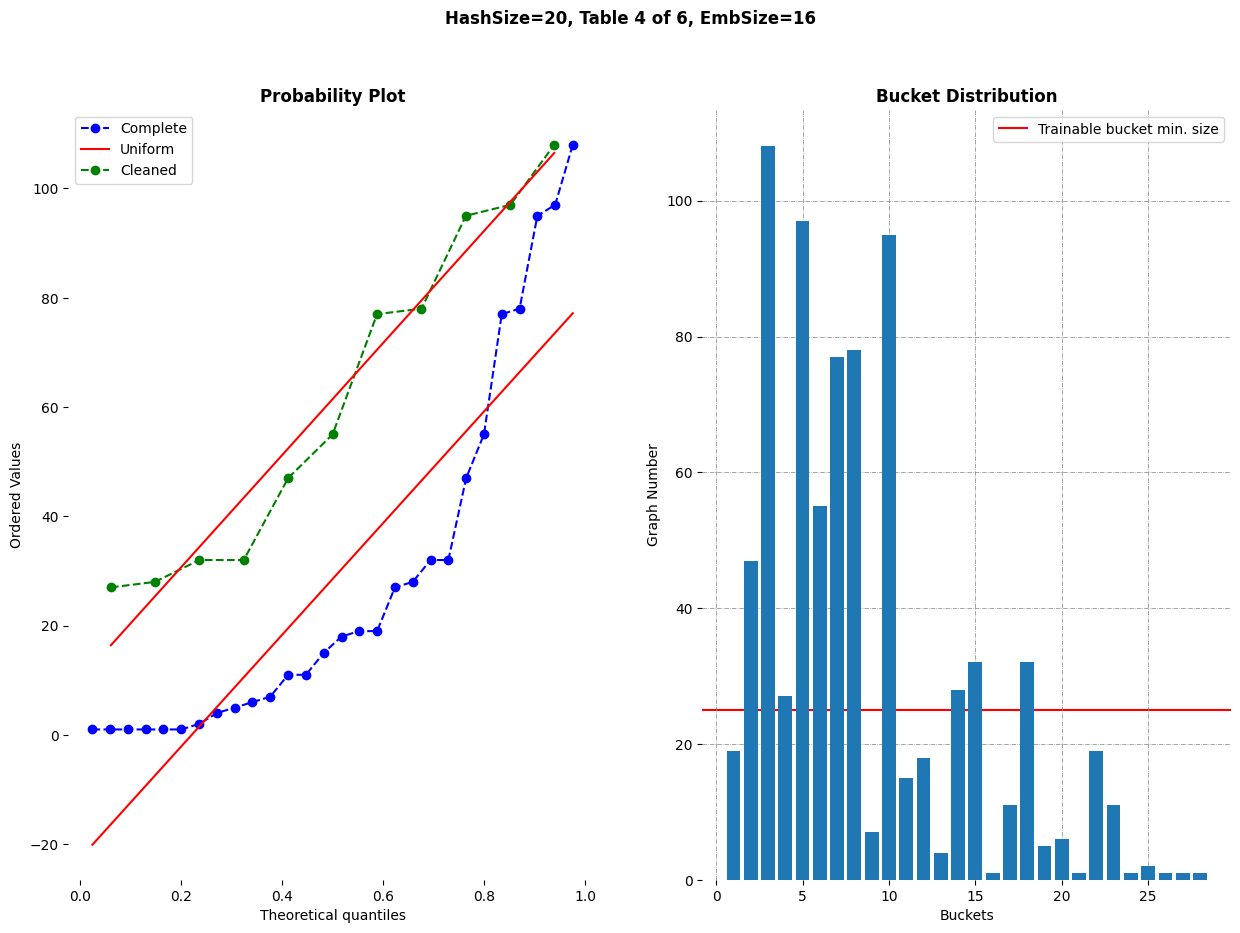 HashSize=20, Table 4 of 6, EmbSize=16
Probability Plot
Complete
Uniform
Cleaned
100
80
60
40
20
0
−20
Ordered Values
0.0 0.2 0.4 0.6 0.8 1.0
Theoretical quantiles
Bucket Distribution
Trainable bucket min. size
100
80
60
40
20
0
Graph Number
0 5 10 15 20 25
Buckets